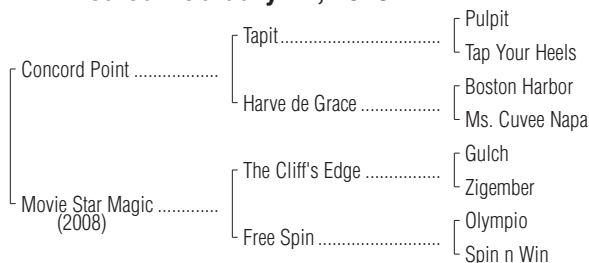 Pulpit
Tapit.................................
Tap Your Heels
Concord Point .................
Boston Harbor
Harve de Grace .................
Ms. Cuvee Napa
Gulch
The Cliff's Edge ................
Zigember
Movie Star Magic .............
(2008)
Olympio
Free Spin .........................
Spin n Win